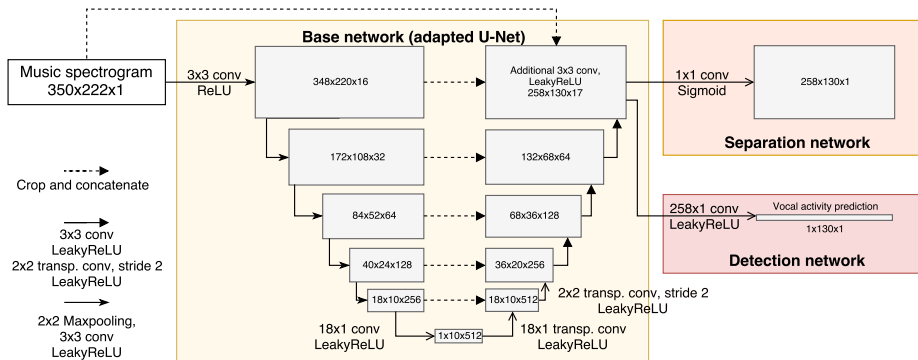 Base network (adapted U-Net)
Music spectrogram
350x222x1
3x3 conv
ReLU
348x220x16
Additional 3x3 conv,
LeakyReLU
258x130x17
1x1 conv
Sigmoid
258x130x1
Separation network
172x108x32
132x68x64
Crop and concatenate
84x52x64
68x36x128
258x1 conv
LeakyReLU
Vocal activity prediction
1x130x1
Detection network
3x3 conv
LeakyReLU
2x2 transp. conv, stride 2
LeakyReLU
40x24x128
36x20x256
18x10x256
18x10x512
2x2 transp. conv, stride 2
LeakyReLU
2x2 Maxpooling,
3x3 conv
LeakyReLU
18x1 conv
LeakyReLU
1x10x512
18x1 transp. conv
LeakyReLU